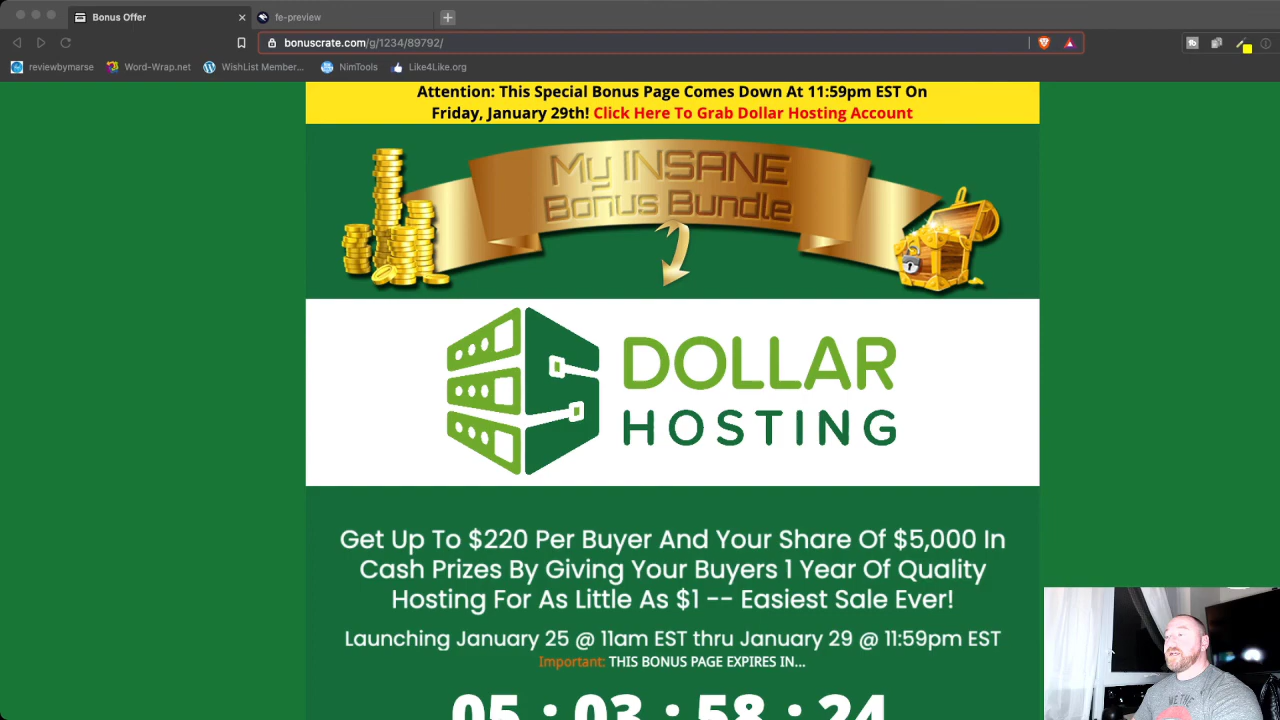 Bonus Offer
fe-preview
bonuscrate.com/g/1234/89792/
reviewbymarse
Word-Wrap.net
WishList Member...
NimTools
Like4Like.org
Attention: This Special Bonus Page Comes Down At 11:59pm EST On
Friday, January 29th! Click Here To Grab Dollar Hosting Account
My INSANE
Bonus Bundle
DOLLAR
HOSTING
Get Up To $220 Per Buyer And Your Share Of $5,000 In
Cash Prizes By Giving Your Buyers 1 Year Of Quality
Hosting For As Little As $1 -- Easiest Sale Ever!
Launching January 25 @ 11am EST thru January 29 @ 11:59pm EST
Important: THIS BONUS PAGE EXPIRES IN...
05 : 03 : 58 : 24